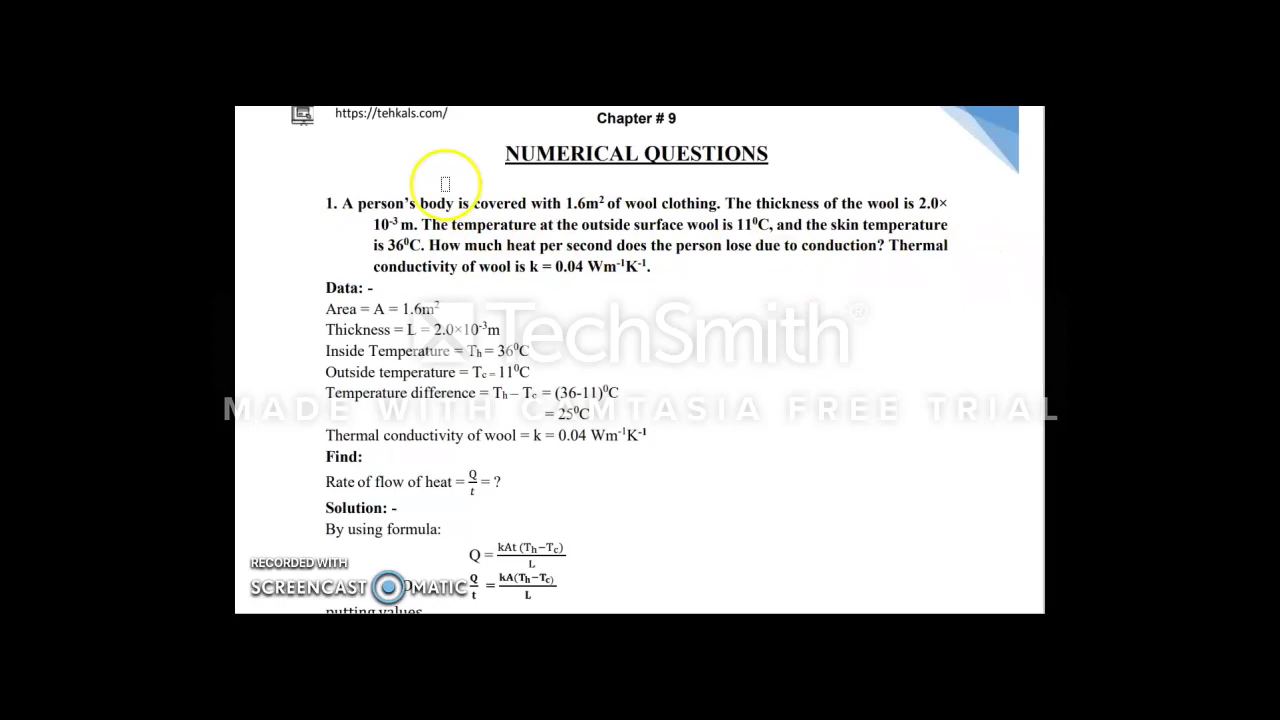 https://tehkals.com/
Chapter # 9
NUMERICAL QUESTIONS
1. A person's body is covered with 1.6m² of wool clothing. The thickness of the wool is 2.0×
10⁻³ m. The temperature at the outside surface wool is 11⁰C, and the skin temperature
is 36⁰C. How much heat per second does the person lose due to conduction? Thermal
conductivity of wool is k = 0.04 Wm⁻¹K⁻¹.
Data: -
Area = A = 1.6m²
Thickness = L = 2.0×10⁻³m
Inside Temperature = Tₕ = 36⁰C
Outside temperature = T꜀ = 11⁰C
Temperature difference = Tₕ – T꜀ = (36-11)⁰C
= 25⁰C
Thermal conductivity of wool = k = 0.04 Wm⁻¹K⁻¹
Find:
Rate of flow of heat = Q/t = ?
Solution: -
By using formula:
Q = kAt (Tₕ−T꜀)/L
Q/t = kA(Tₕ−T꜀)/L
putting values
TechSmith
MADE WITH CAMTASIA FREE TRIAL
RECORDED WITH
SCREENCAST MATIC